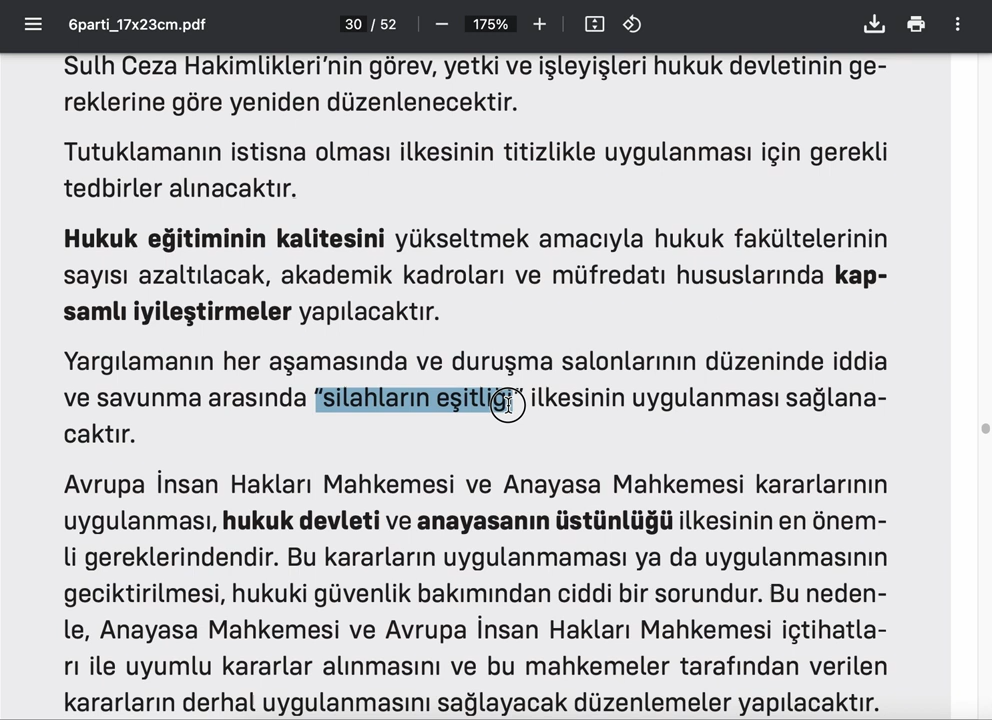 6parti_17x23cm.pdf 30 / 52 175%
Sulh Ceza Hakimlikleri'nin görev, yetki ve işleyişleri hukuk devletinin ge-
reklerine göre yeniden düzenlenecektir.
Tutuklamanın istisna olması ilkesinin titizlikle uygulanması için gerekli
tedbirler alınacaktır.
Hukuk eğitiminin kalitesini yükseltmek amacıyla hukuk fakültelerinin
sayısı azaltılacak, akademik kadroları ve müfredatı hususlarında kap-
samlı iyileştirmeler yapılacaktır.
Yargılamanın her aşamasında ve duruşma salonlarının düzeninde iddia
ve savunma arasında “silahların eşitliği” ilkesinin uygulanması sağlana-
caktır.
Avrupa İnsan Hakları Mahkemesi ve Anayasa Mahkemesi kararlarının
uygulanması, hukuk devleti ve anayasanın üstünlüğü ilkesinin en önem-
li gereklerindendir. Bu kararların uygulanmaması ya da uygulanmasının
geciktirilmesi, hukuki güvenlik bakımından ciddi bir sorundur. Bu neden-
le, Anayasa Mahkemesi ve Avrupa İnsan Hakları Mahkemesi içtihatla-
rı ile uyumlu kararlar alınmasını ve bu mahkemeler tarafından verilen
kararların derhal uygulanmasını sağlayacak düzenlemeler yapılacaktır.